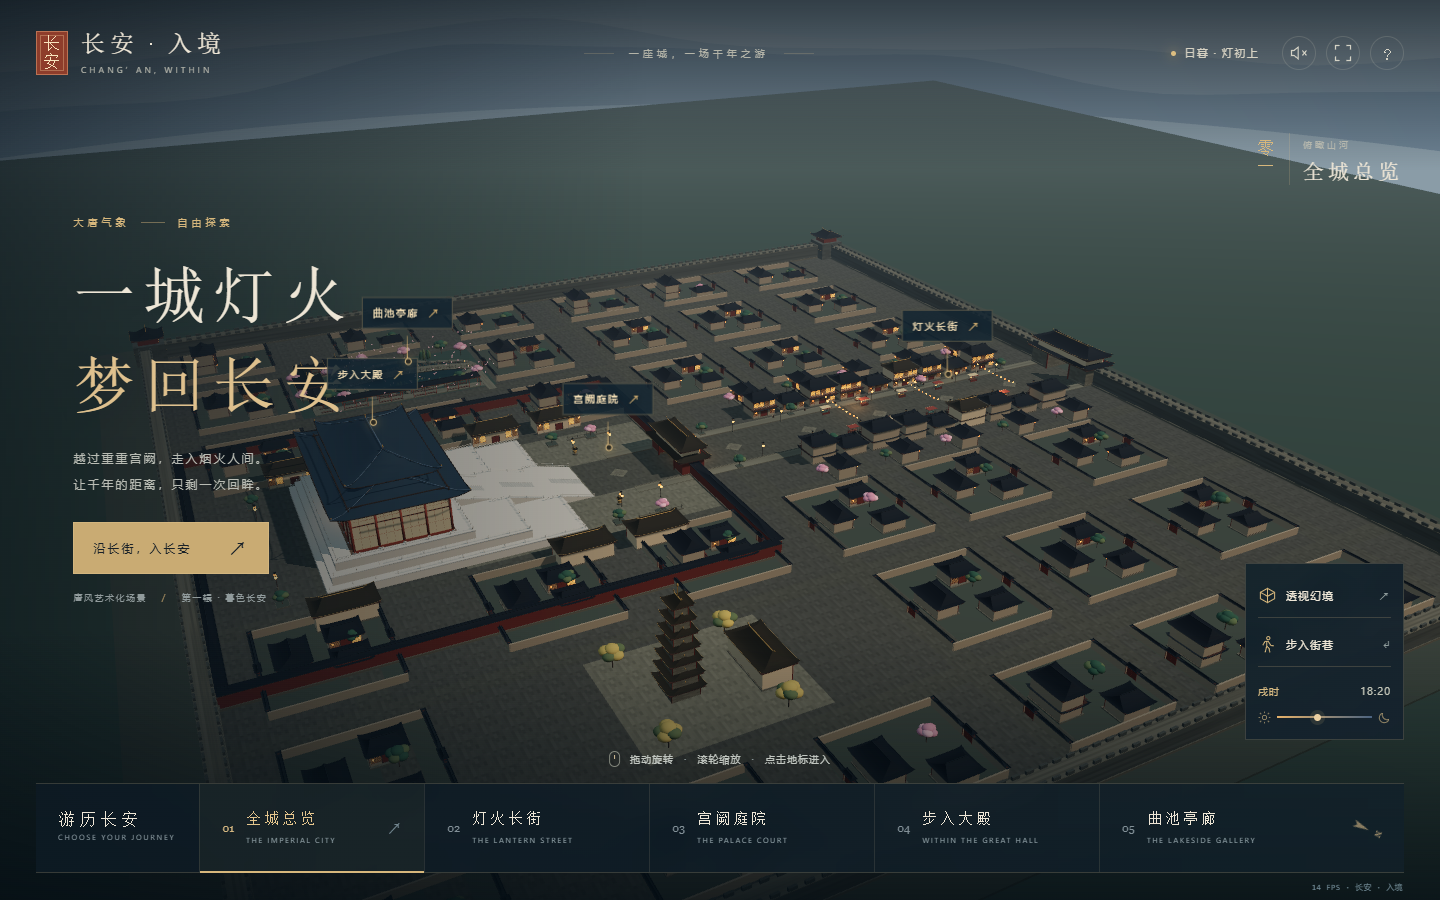 长安
长安 · 入境
CHANG' AN, WITHIN
一座城，一场千年之游
日暮 · 灯初上
?
零
俯瞰山河
全城总览
大唐气象 自由探索
一城灯火
梦回长安
曲池亭廊 ↗
步入大殿 ↗
宫阙庭院 ↗
灯火长街 ↗
越过重重宫阙，走入烟火人间。
让千年的距离，只剩一次回眸。
沿长街，入长安 ↗
唐风艺术化场景 / 第一幅 · 暮色长安
透视幻境 ↗
步入街巷 ↲
戌时 18:20
拖动旋转 · 滚轮缩放 · 点击地标进入
游历长安
CHOOSE YOUR JOURNEY
01 全城总览 ↗
THE IMPERIAL CITY
02 灯火长街
THE LANTERN STREET
03 宫阙庭院
THE PALACE COURT
04 步入大殿
WITHIN THE GREAT HALL
05 曲池亭廊
THE LAKESIDE GALLERY
14 FPS · 长安 · 入境